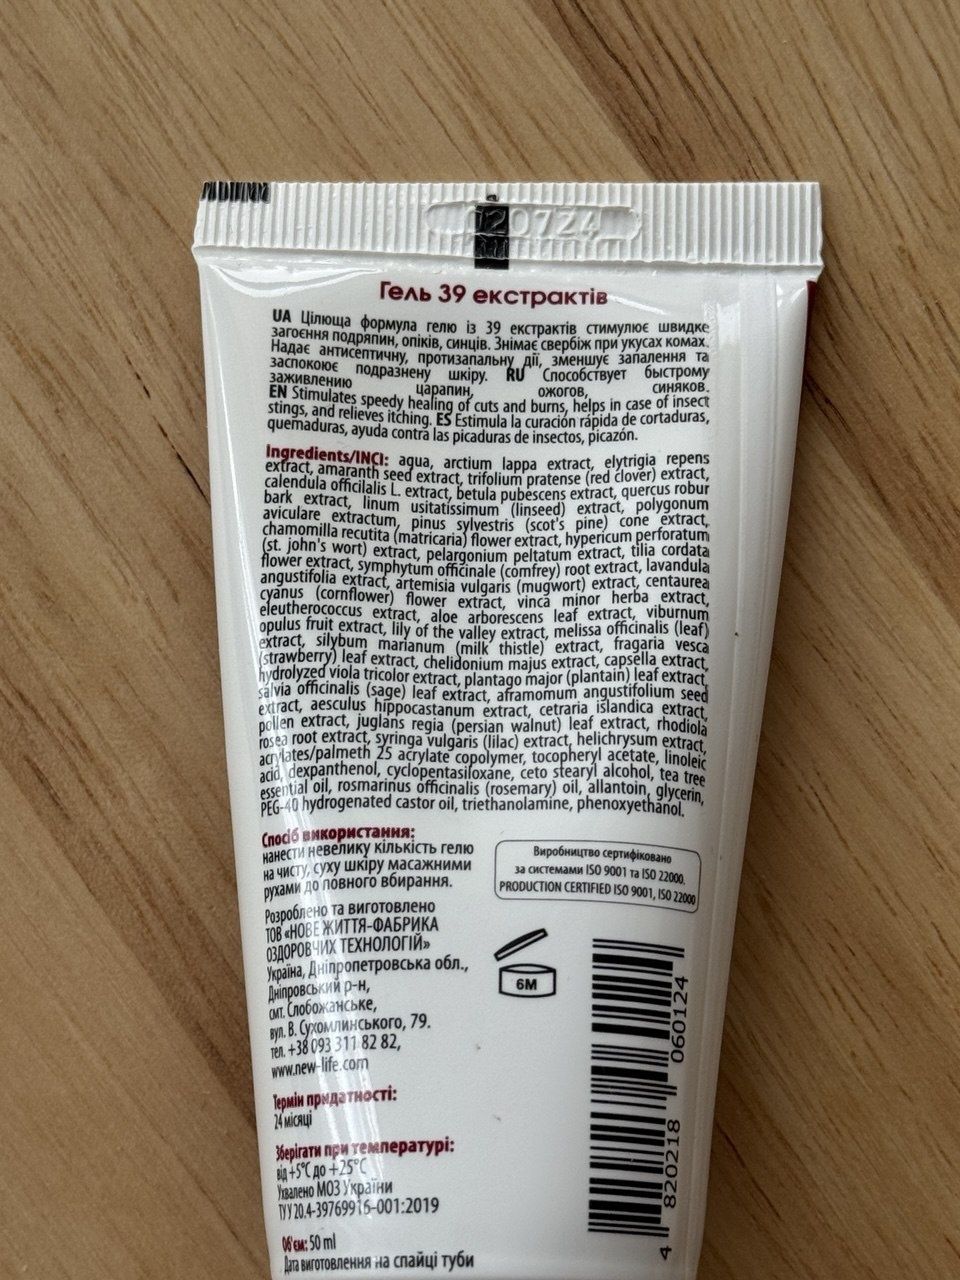 020724
Гель 39 екстрактів
UA Цілюща формула гелю із 39 екстрактів стимулює швидке
загоєння подряпин, опіків, синців. Знімає свербіж при укусах комах.
Надає антисептичну, протизапальну дії, зменшує запалення та
заспокоює подразнену шкіру. RU Способствует быстрому
заживлению царапин, ожогов, синяков.
EN Stimulates speedy healing of cuts and burns, helps in case of insect
stings, and relieves itching. ES Estimula la curación rápida de cortaduras,
quemaduras, ayuda contra las picaduras de insectos, picazón.
Ingredients/INCI: aqua, arctium lappa extract, elytrigia repens
extract, amaranth seed extract, trifolium pratense (red clover) extract,
calendula officilalis L. extract, betula pubescens extract, quercus robur
bark extract, linum usitatissimum (linseed) extract, polygonum
aviculare extractum, pinus sylvestris (scot's pine) cone extract,
chamomilla recutita (matricaria) flower extract, hypericum perforatum
(st. john's wort) extract, pelargonium peltatum extract, tilia cordata
flower extract, symphytum officinale (comfrey) root extract, lavandula
angustifolia extract, artemisia vulgaris (mugwort) extract, centaurea
cyanus (cornflower) flower extract, vinca minor herba extract,
eleutherococcus extract, aloe arborescens leaf extract, viburnum
opulus fruit extract, lily of the valley extract, melissa officinalis (leaf)
extract, silybum marianum (milk thistle) extract, fragaria vesca
(strawberry) leaf extract, chelidonium majus extract, capsella extract,
hydrolyzed viola tricolor extract, plantago major (plantain) leaf extract,
salvia officinalis (sage) leaf extract, aframomum angustifolium seed
extract, aesculus hippocastanum extract, cetraria islandica extract,
pollen extract, juglans regia (persian walnut) leaf extract, rhodiola
rosea root extract, syringa vulgaris (lilac) extract, helichrysum extract,
acrylates/palmeth 25 acrylate copolymer, tocopheryl acetate, linoleic
acid, dexpanthenol, cyclopentasiloxane, ceto stearyl alcohol, tea tree
essential oil, rosmarinus officinalis (rosemary) oil, allantoin, glycerin,
PEG-40 hydrogenated castor oil, triethanolamine, phenoxyethanol.
Спосіб використання:
нанести невелику кількість гелю
на чисту, суху шкіру масажними
рухами до повного вбирання.
Виробництво сертифіковано
за системами ISO 9001 та ISO 22000.
PRODUCTION CERTIFIED ISO 9001, ISO 22000
Розроблено та виготовлено
ТОВ «НОВЕ ЖИТТЯ-ФАБРИКА
ОЗДОРОВЧИХ ТЕХНОЛОГІЙ»
Україна, Дніпропетровська обл.,
Дніпровський р-н,
смт. Слобожанське,
вул. В. Сухомлинського, 79.
тел. +38 093 311 82 82,
www.new-life.com
6M
Термін придатності:
24 місяці
Зберігати при температурі:
від +5°С до +25°С
Ухвалено МОЗ України
ТУ У 20.4-39769916-001:2019
Об'єм: 50 ml
Дата виготовлення на спайці туби
4 820218 060124